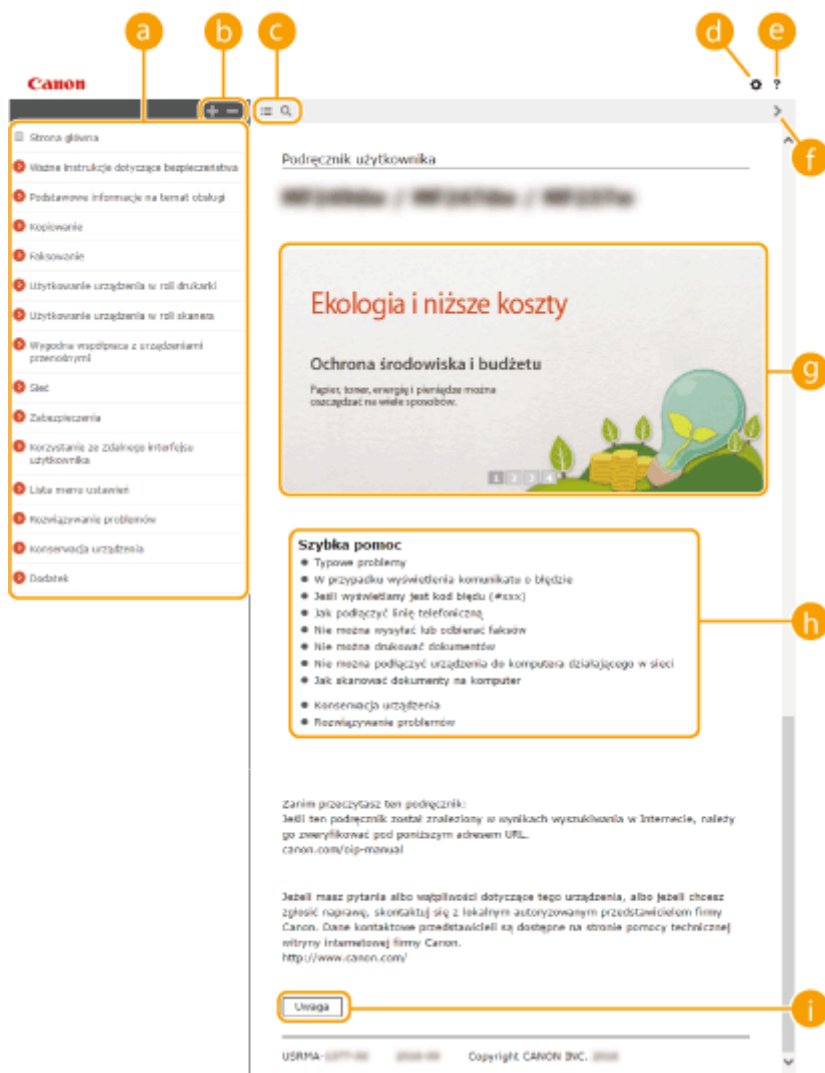 a b c d e
Canon ?
f
Strona główna
Ważne instrukcje dotyczące bezpieczeństwa
Podstawowe informacje na temat obsługi
Kopiowanie
Faksowanie
Użytkowanie urządzenia w roli drukarki
Użytkowanie urządzenia w roli skanera
Wygodna współpraca z urządzeniami
przenośnymi
Sieć
Zabezpieczenia
Korzystanie ze Zdalnego interfejsu
użytkownika
Lista menu ustawień
Rozwiązywanie problemów
Konserwacja urządzenia
Dodatek
Podręcznik użytkownika
Ekologia i niższe koszty
Ochrona środowiska i budżetu
Papier, toner, energię i pieniądze można
oszczędzać na wiele sposobów.
1 2 3 4
g
Szybka pomoc
Typowe problemy
W przypadku wyświetlenia komunikatu o błędzie
Jeśli wyświetlany jest kod błędu (#xxx)
Jak podłączyć linię telefoniczną
Nie można wysyłać lub odbierać faksów
Nie można drukować dokumentów
Nie można podłączyć urządzenia do komputera działającego w sieci
Jak skanować dokumenty na komputer
Konserwacja urządzenia
Rozwiązywanie problemów
h
Zanim przeczytasz ten podręcznik:
Jeśli ten podręcznik został znaleziony w wynikach wyszukiwania w Internecie, należy
go zweryfikować pod poniższym adresem URL.
canon.com/oip-manual
Jeżeli masz pytania albo wątpliwości dotyczące tego urządzenia, albo jeżeli chcesz
zgłosić naprawę, skontaktuj się z lokalnym autoryzowanym przedstawicielem firmy
Canon. Dane kontaktowe przedstawicieli są dostępne na stronie pomocy technicznej
witryny internetowej firmy Canon.
http://www.canon.com/
Uwaga
i
USRMA- Copyright CANON INC.